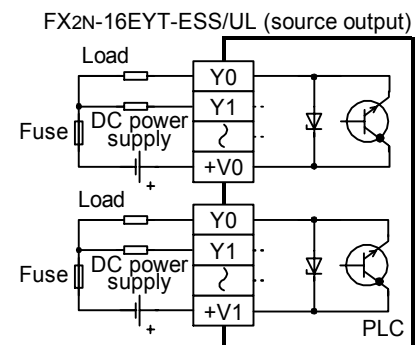 FX2N-16EYT-ESS/UL (source output)
Load
Y0
Y1
Fuse
DC power
supply
+V0
+
Load
Y0
Y1
Fuse
DC power
supply
+V1
+
PLC